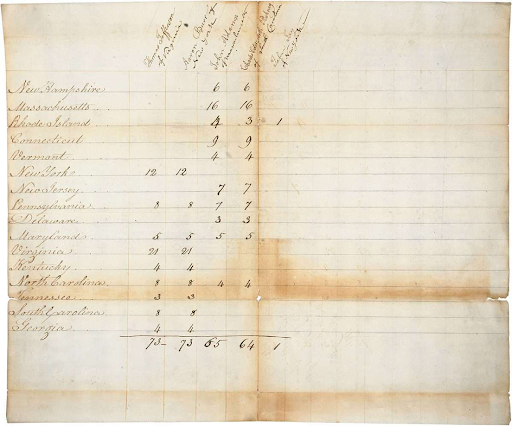 Thomas Jefferson of Virginia
Aaron Burr of New York
John Adams of Massachusetts
Charles Cotesworth Pinckney of South Carolina
John Jay of New York
New Hampshire 6 6
Massachusetts 16 16
Rhode Island 4 3 1
Connecticut 9 9
Vermont 4 4
New York 12 12
New Jersey 7 7
Pennsylvania 8 8 7 7
Delaware 3 3
Maryland 5 5 5 5
Virginia 21 21
Kentucky 4 4
North Carolina 8 8 4 4
Tennessee 3 3
South Carolina 8 8
Georgia 4 4
73 73 65 64 1